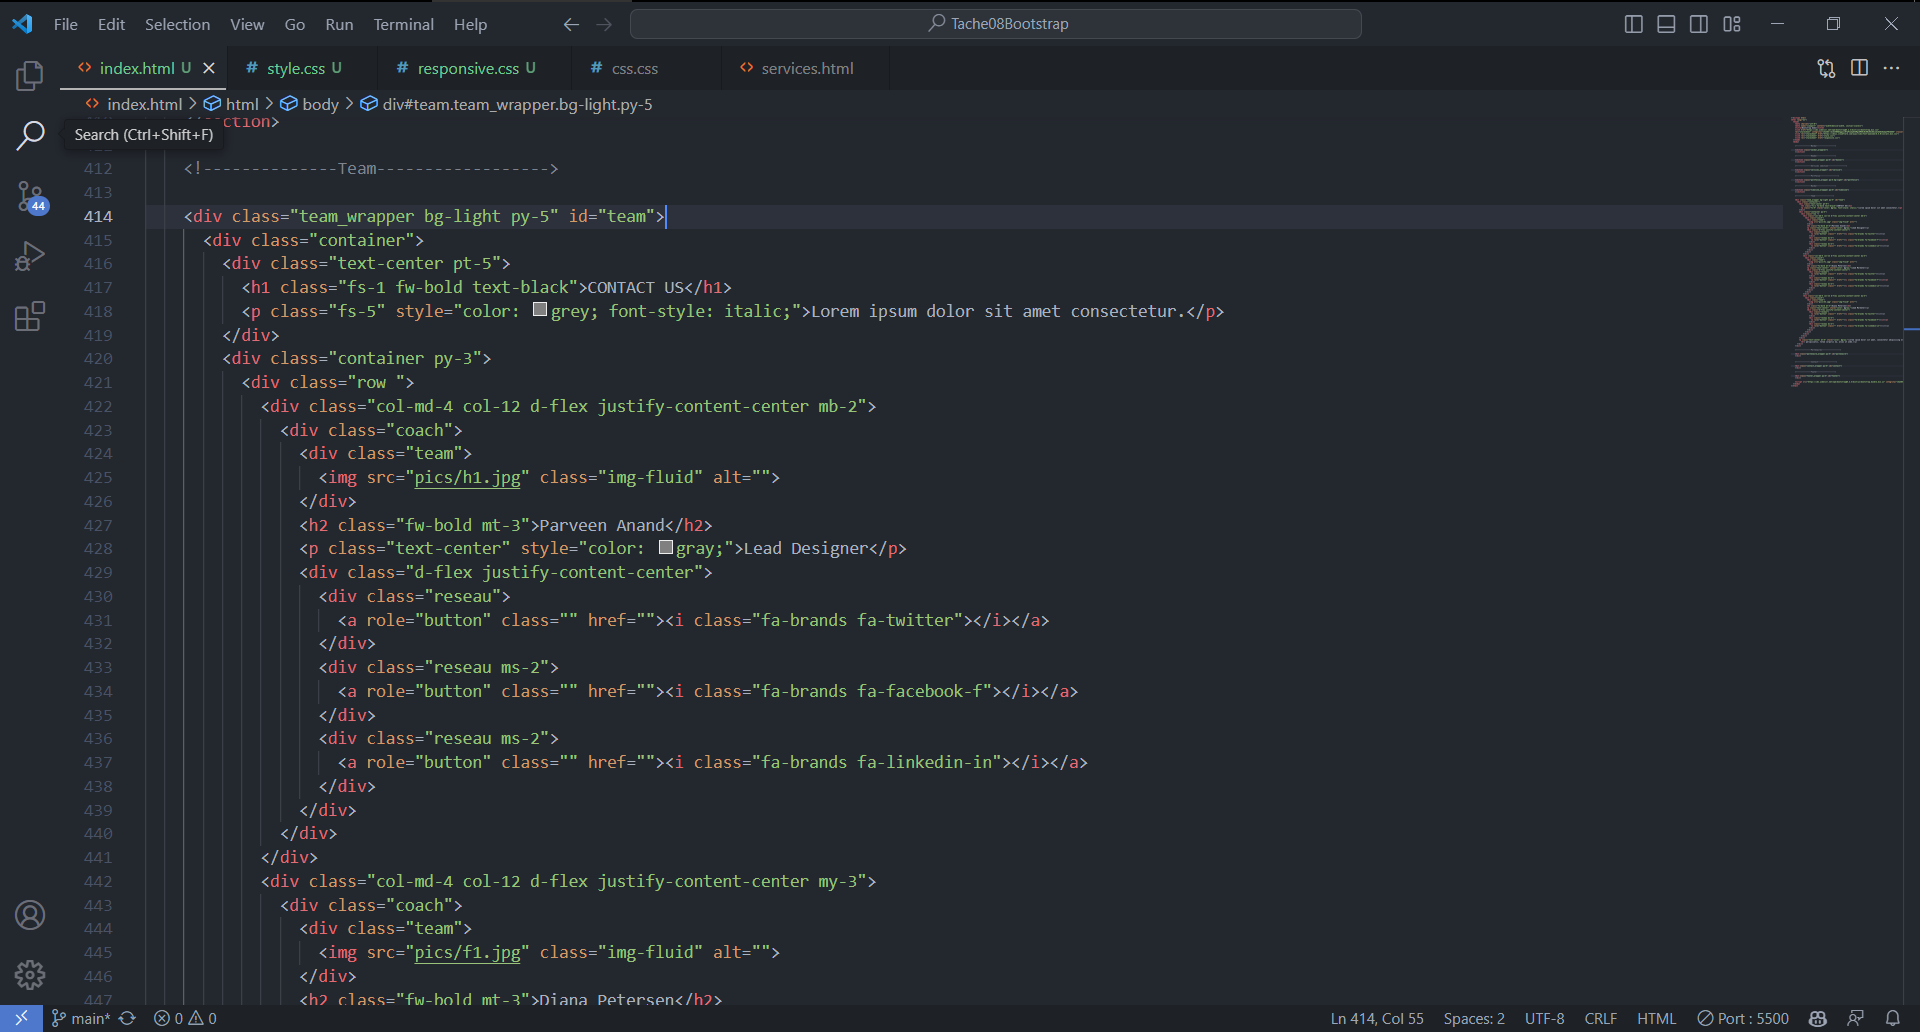 File Edit Selection View Go Run Terminal Help
Tache08Bootstrap
index.html U
# style.css U
# responsive.css U
# css.css
services.html
index.html > html > body > div#team.team_wrapper.bg-light.py-5
section>
Search (Ctrl+Shift+F)
412 <!--------------Team------------------>
413
414 <div class="team_wrapper bg-light py-5" id="team">
415 <div class="container">
416 <div class="text-center pt-5">
417 <h1 class="fs-1 fw-bold text-black">CONTACT US</h1>
418 <p class="fs-5" style="color: grey; font-style: italic;">Lorem ipsum dolor sit amet consectetur.</p>
419 </div>
420 <div class="container py-3">
421 <div class="row ">
422 <div class="col-md-4 col-12 d-flex justify-content-center mb-2">
423 <div class="coach">
424 <div class="team">
425 <img src="pics/h1.jpg" class="img-fluid" alt="">
426 </div>
427 <h2 class="fw-bold mt-3">Parveen Anand</h2>
428 <p class="text-center" style="color: gray;">Lead Designer</p>
429 <div class="d-flex justify-content-center">
430 <div class="reseau">
431 <a role="button" class="" href=""><i class="fa-brands fa-twitter"></i></a>
432 </div>
433 <div class="reseau ms-2">
434 <a role="button" class="" href=""><i class="fa-brands fa-facebook-f"></i></a>
435 </div>
436 <div class="reseau ms-2">
437 <a role="button" class="" href=""><i class="fa-brands fa-linkedin-in"></i></a>
438 </div>
439 </div>
440 </div>
441 </div>
442 <div class="col-md-4 col-12 d-flex justify-content-center my-3">
443 <div class="coach">
444 <div class="team">
445 <img src="pics/f1.jpg" class="img-fluid" alt="">
446 </div>
447 <h2 class="fw-bold mt-3">Diana Petersen</h2>
44
main* 0 0
Ln 414, Col 55 Spaces: 2 UTF-8 CRLF HTML Port : 5500